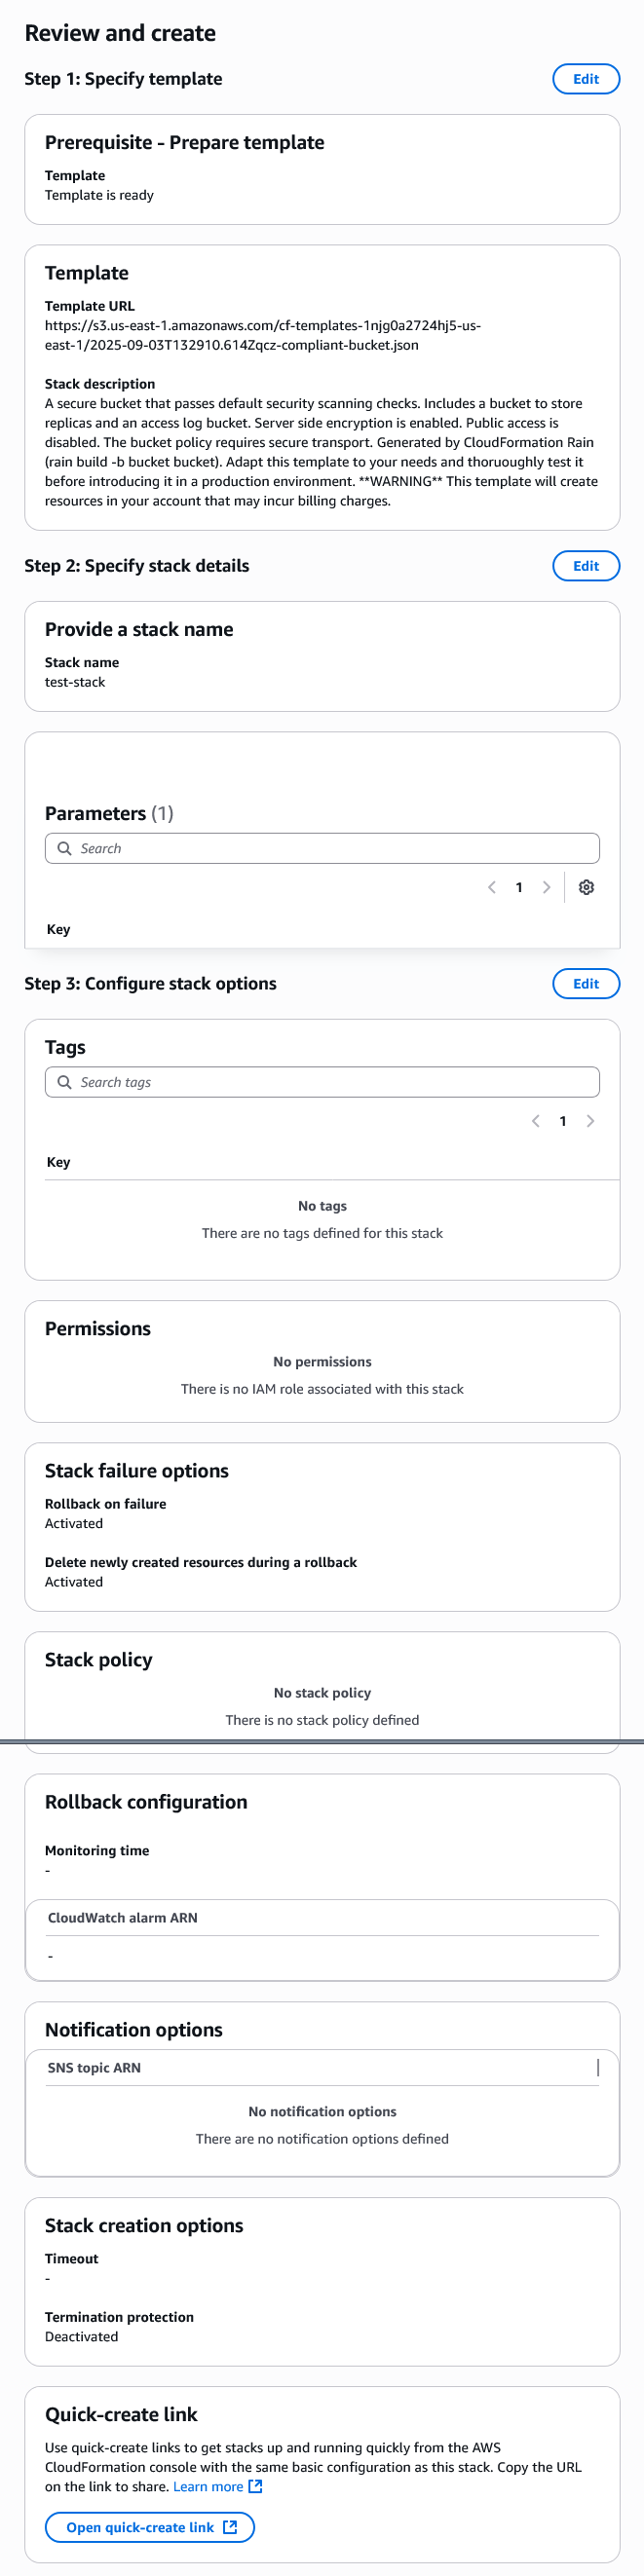 Review and create
Step 1: Specify template
Edit
Prerequisite - Prepare template
Template
Template is ready
Template
Template URL
https://s3.us-east-1.amazonaws.com/cf-templates-1njg0a2724hj5-us-
east-1/2025-09-03T132910.614Zqcz-compliant-bucket.json
Stack description
A secure bucket that passes default security scanning checks. Includes a bucket to store
replicas and an access log bucket. Server side encryption is enabled. Public access is
disabled. The bucket policy requires secure transport. Generated by CloudFormation Rain
(rain build -b bucket bucket). Adapt this template to your needs and thoruoughly test it
before introducing it in a production environment. **WARNING** This template will create
resources in your account that may incur billing charges.
Step 2: Specify stack details
Edit
Provide a stack name
Stack name
test-stack
Parameters (1)
Search
1
Key
Step 3: Configure stack options
Edit
Tags
Search tags
1
Key
No tags
There are no tags defined for this stack
Permissions
No permissions
There is no IAM role associated with this stack
Stack failure options
Rollback on failure
Activated
Delete newly created resources during a rollback
Activated
Stack policy
No stack policy
There is no stack policy defined
Rollback configuration
Monitoring time
-
CloudWatch alarm ARN
-
Notification options
SNS topic ARN
No notification options
There are no notification options defined
Stack creation options
Timeout
-
Termination protection
Deactivated
Quick-create link
Use quick-create links to get stacks up and running quickly from the AWS
CloudFormation console with the same basic configuration as this stack. Copy the URL
on the link to share. Learn more
Open quick-create link